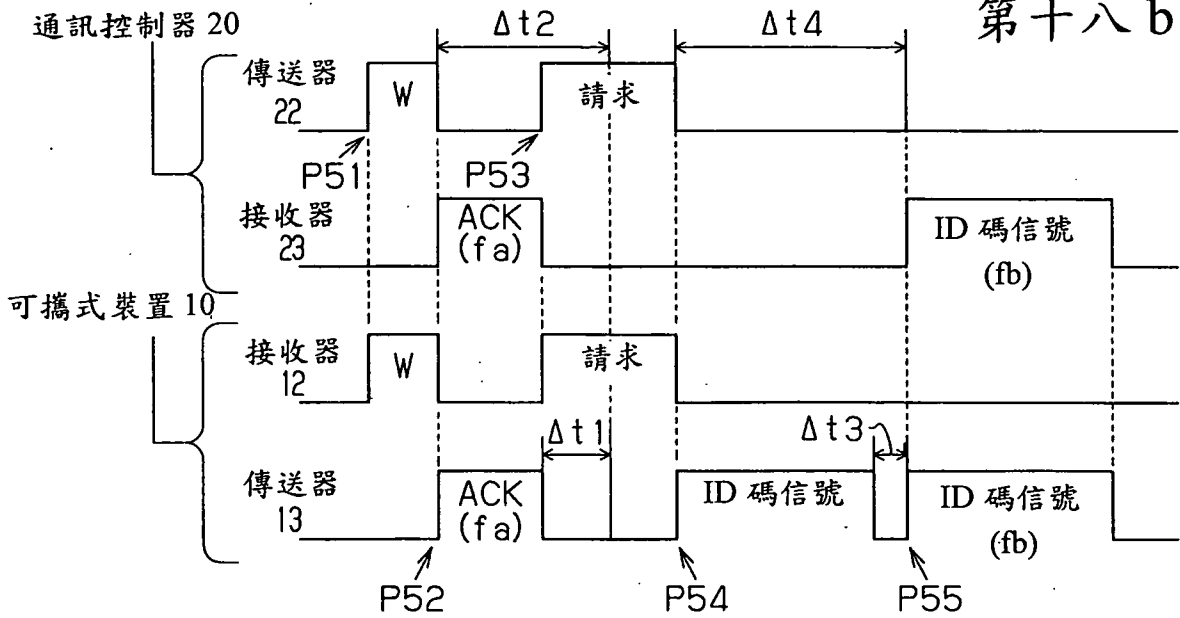 第十八 b
通訊控制器 20
Δt2
Δt4
傳送器
22
W
請求
P51
P53
接收器
23
ACK
(fa)
ID 碼信號
(fb)
可攜式裝置 10
接收器
12
W
請求
Δt1
Δt3
傳送器
13
ACK
(fa)
ID 碼信號
ID 碼信號
(fb)
P52
P54
P55